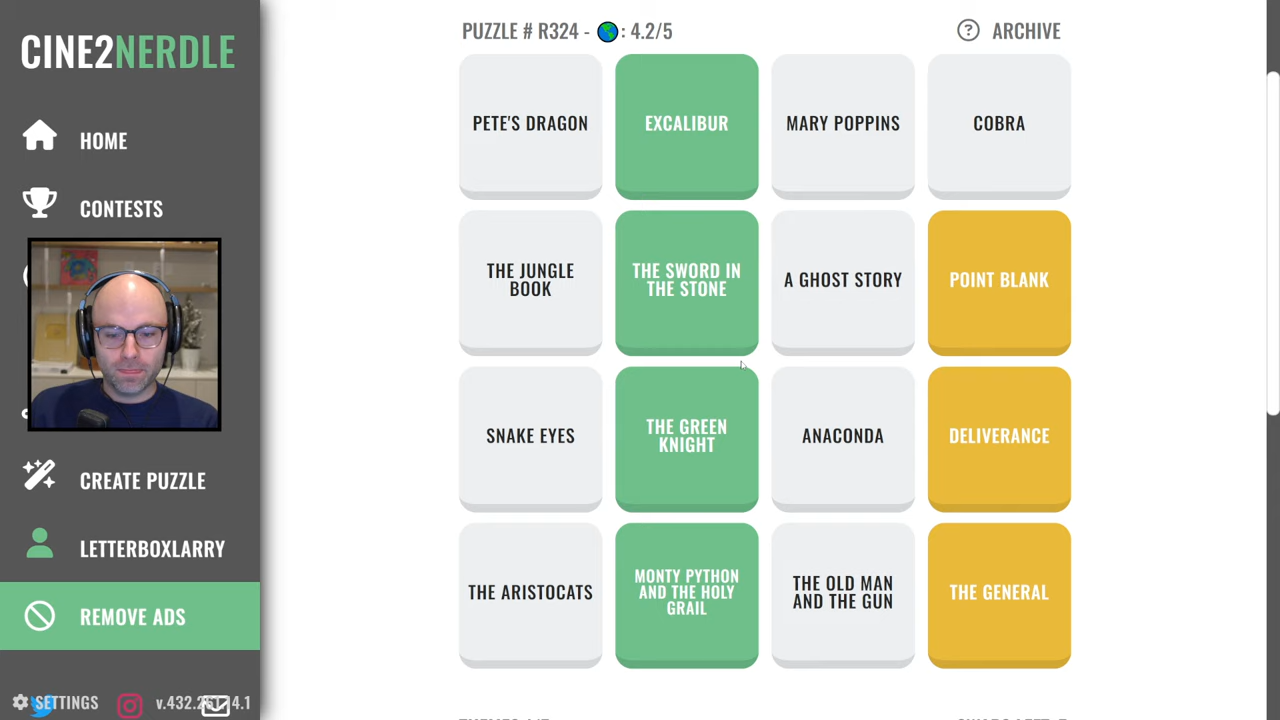 CINE2NERDLE
HOME
CONTESTS
CREATE PUZZLE
LETTERBOXLARRY
REMOVE ADS
SETTINGS
PUZZLE # R324 - : 4.2/5
ARCHIVE
PETE'S DRAGON
EXCALIBUR
MARY POPPINS
COBRA
THE JUNGLE
BOOK
THE SWORD IN
THE STONE
A GHOST STORY
POINT BLANK
SNAKE EYES
THE GREEN
KNIGHT
ANACONDA
DELIVERANCE
THE ARISTOCATS
MONTY PYTHON
AND THE HOLY
GRAIL
THE OLD MAN
AND THE GUN
THE GENERAL